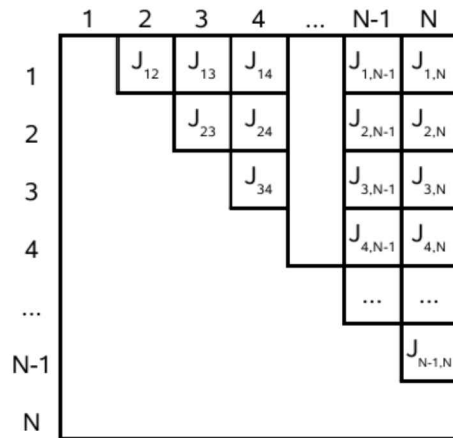 1 2 3 4 ... N-1 N
1 J12 J13 J14 J1,N-1 J1,N
2 J23 J24 J2,N-1 J2,N
3 J34 J3,N-1 J3,N
4 J4,N-1 J4,N
... ... ...
N-1 JN-1,N
N